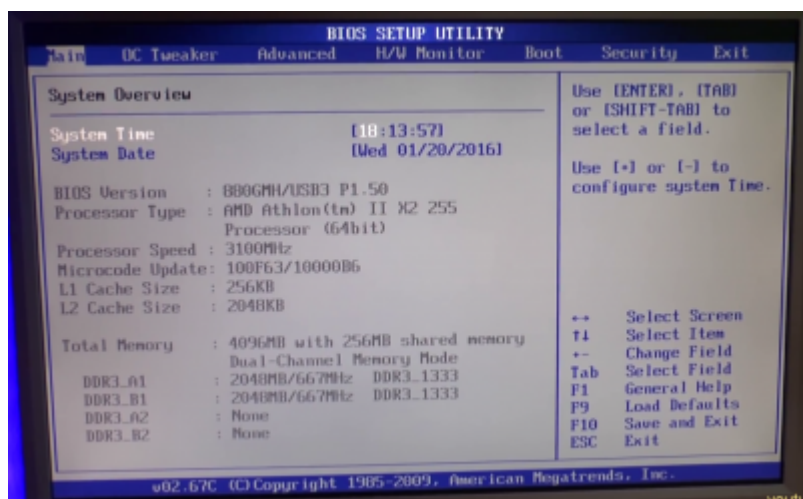 BIOS SETUP UTILITY
Main OC Tweaker Advanced H/W Monitor Boot Security Exit
System Overview
System Time [18:13:57]
System Date [Wed 01/20/2016]
BIOS Version : 880GMH/USB3 P1.50
Processor Type : AMD Athlon(tm) II X2 255
Processor (64bit)
Processor Speed : 3100MHz
Microcode Update: 100F63/10000B6
L1 Cache Size : 256KB
L2 Cache Size : 2048KB
Total Memory : 4096MB with 256MB shared memory
Dual-Channel Memory Mode
DDR3_A1 : 2048MB/667MHz DDR3_1333
DDR3_B1 : 2048MB/667MHz DDR3_1333
DDR3_A2 : None
DDR3_B2 : None
Use [ENTER], [TAB]
or [SHIFT-TAB] to
select a field.
Use [+] or [-] to
configure system Time.
↔ Select Screen
↑↓ Select Item
+- Change Field
Tab Select Field
F1 General Help
F9 Load Defaults
F10 Save and Exit
ESC Exit
v02.67C (C)Copyright 1985-2009, American Megatrends, Inc.